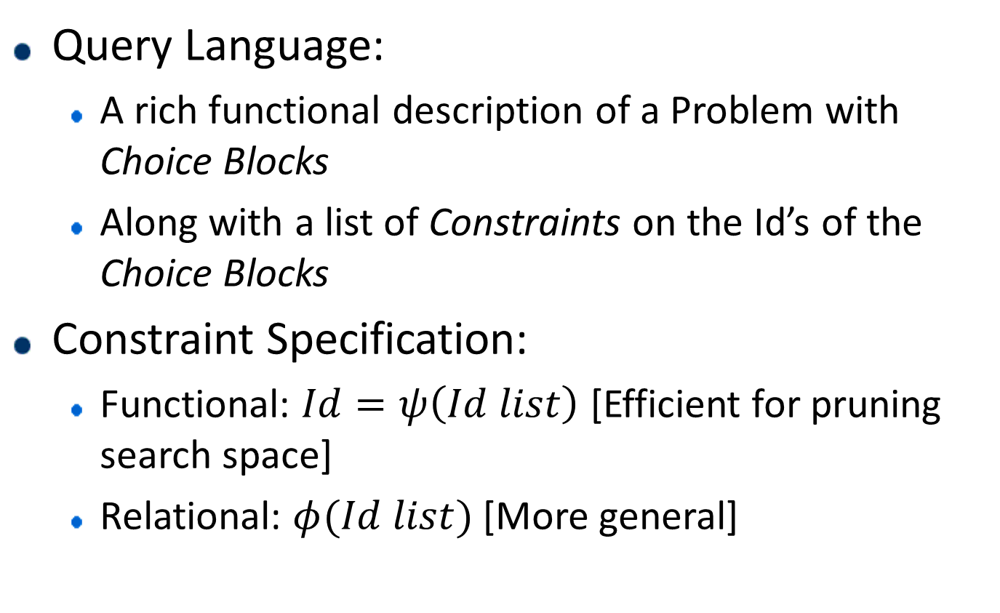 • Query Language:
• A rich functional description of a Problem with
Choice Blocks
• Along with a list of Constraints on the Id’s of the
Choice Blocks
• Constraint Specification:
• Functional: Id = ψ(Id list) [Efficient for pruning
search space]
• Relational: ϕ(Id list) [More general]